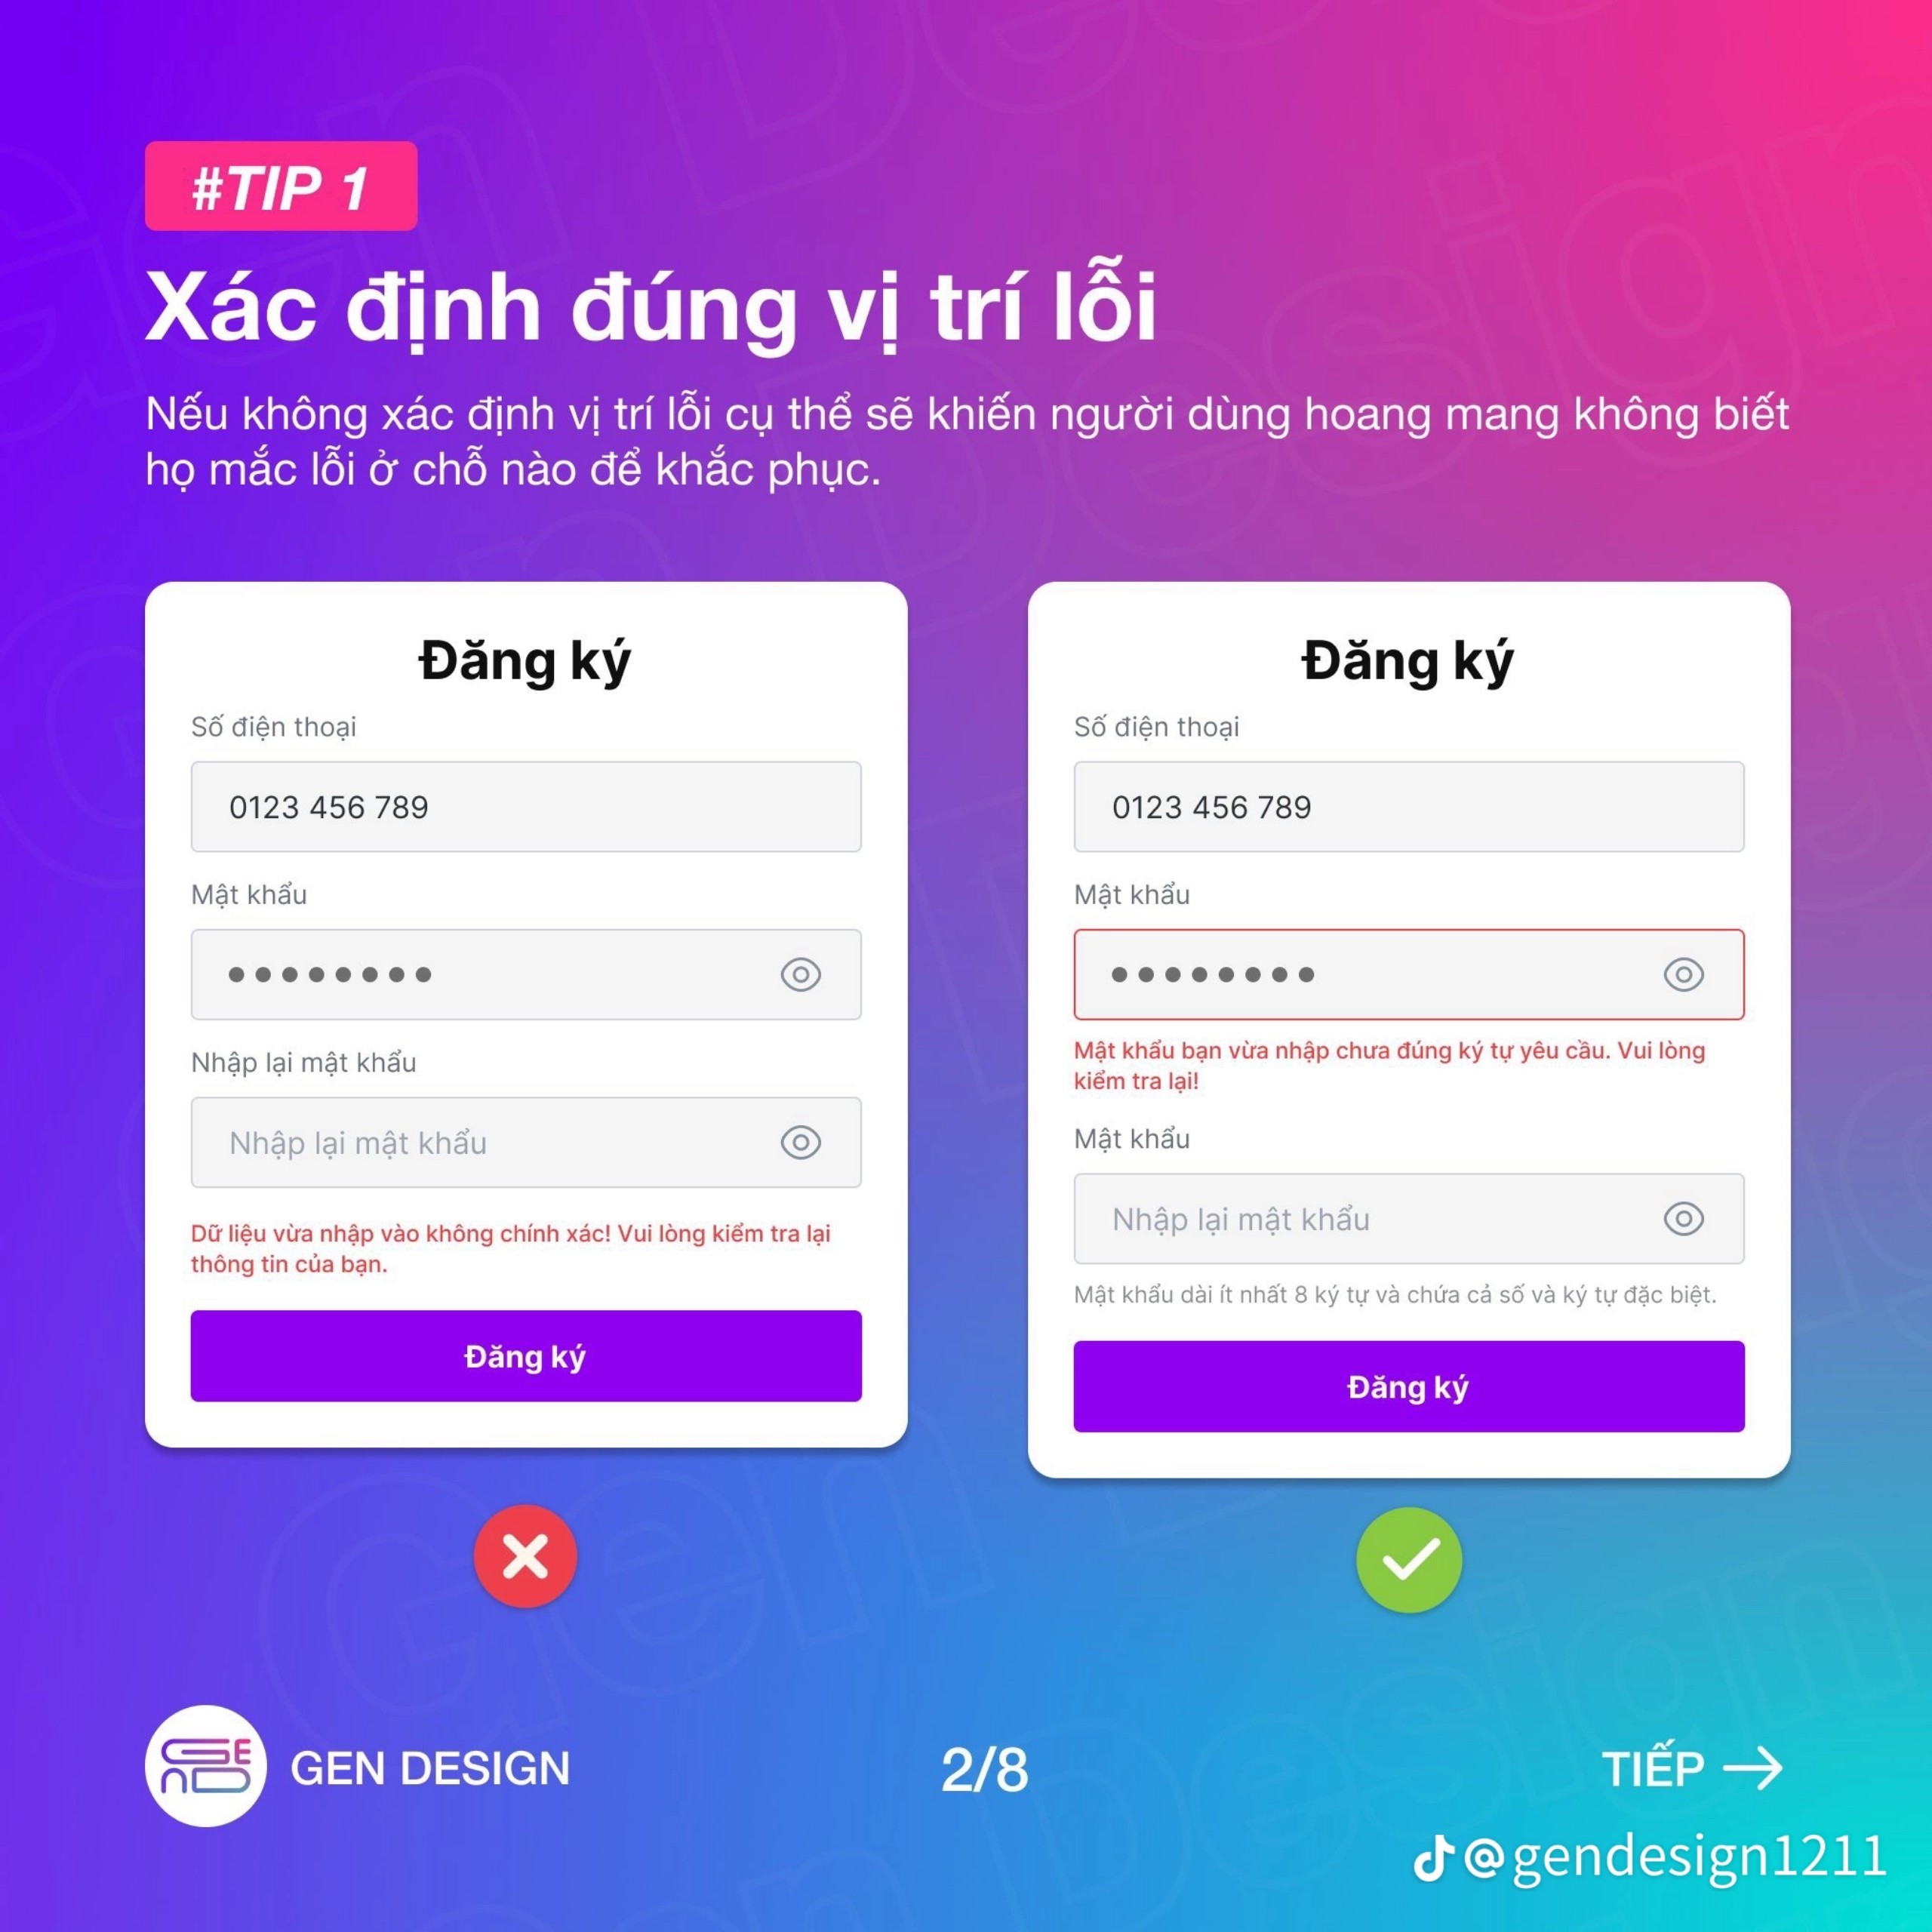 #TIP 1
Xác định đúng vị trí lỗi
Nếu không xác định vị trí lỗi cụ thể sẽ khiến người dùng hoang mang không biết
họ mắc lỗi ở chỗ nào để khắc phục.
Đăng ký
Số điện thoại
0123 456 789
Mật khẩu
Nhập lại mật khẩu
Nhập lại mật khẩu
Dữ liệu vừa nhập vào không chính xác! Vui lòng kiểm tra lại
thông tin của bạn.
Đăng ký
Đăng ký
Số điện thoại
0123 456 789
Mật khẩu
Mật khẩu bạn vừa nhập chưa đúng ký tự yêu cầu. Vui lòng
kiểm tra lại!
Mật khẩu
Nhập lại mật khẩu
Mật khẩu dài ít nhất 8 ký tự và chứa cả số và ký tự đặc biệt.
Đăng ký
GEN DESIGN
2/8
TIẾP →
@gendesign1211